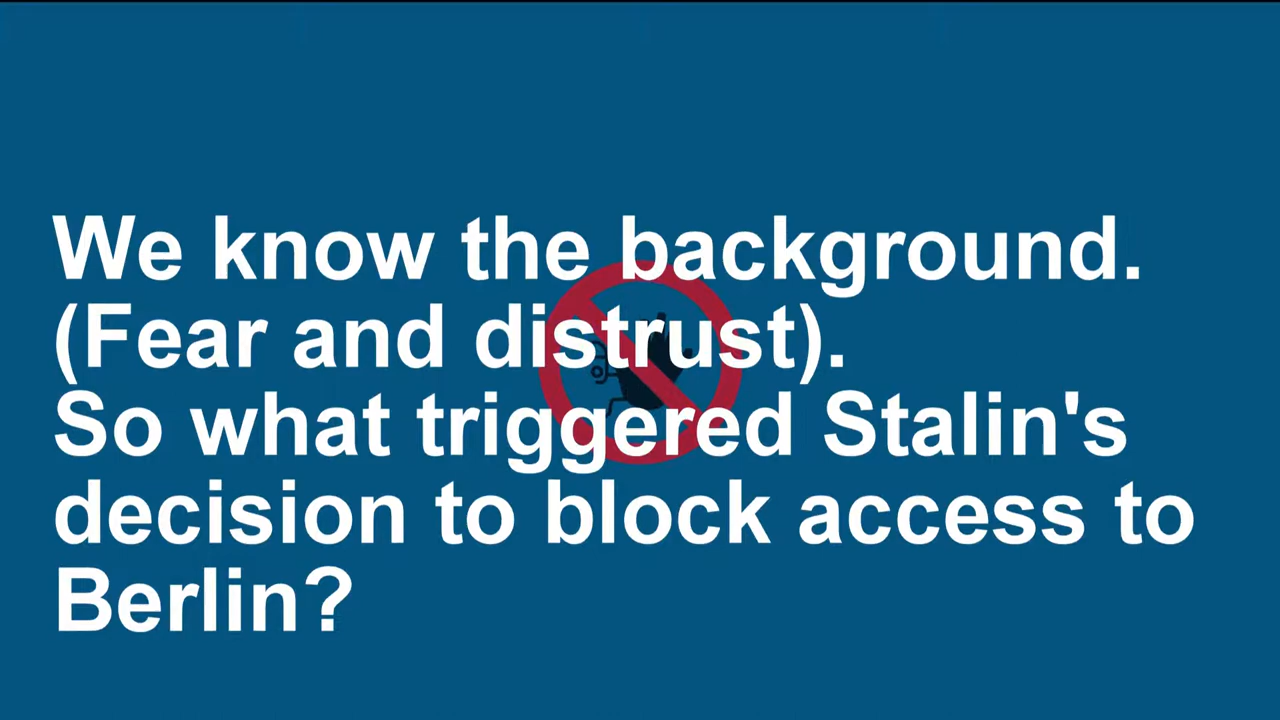 We know the background.
(Fear and distrust).
So what triggered Stalin's
decision to block access to
Berlin?